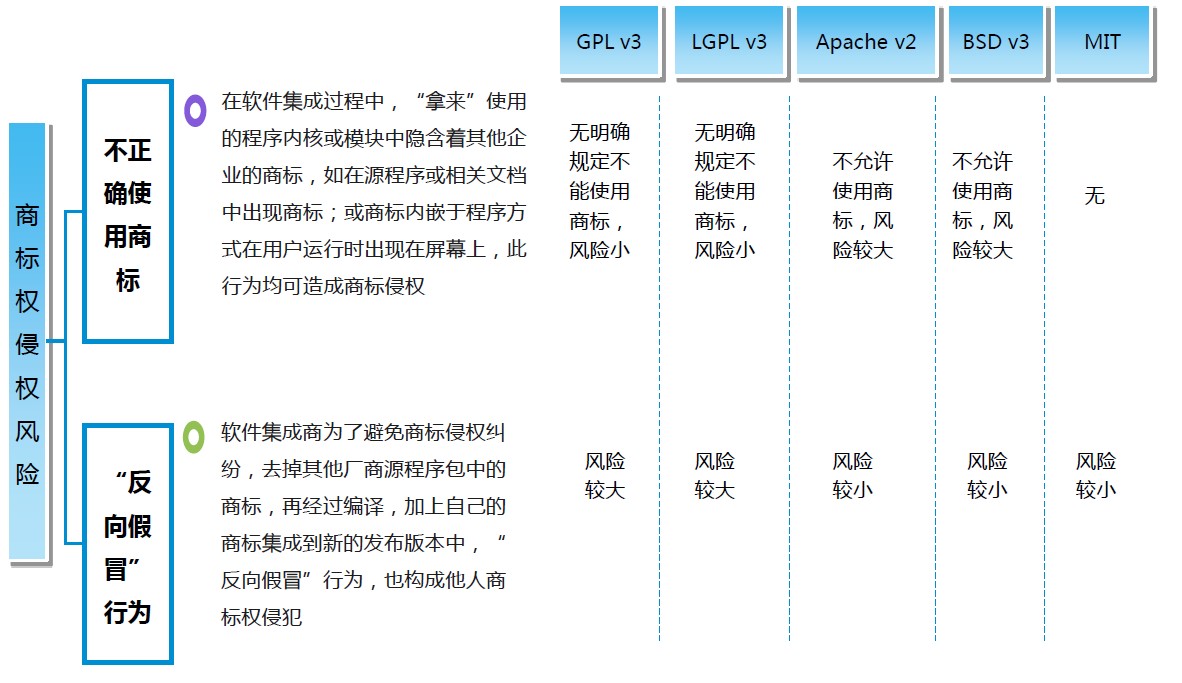 GPL v3
LGPL v3
Apache v2
BSD v3
MIT
商
标
权
侵
权
风
险
不正
确使
用商
标
在软件集成过程中，“拿来”使用
的程序内核或模块中隐含着其他企
业的商标，如在源程序或相关文档
中出现商标；或商标内嵌于程序方
式在用户运行时出现在屏幕上，此
行为均可造成商标侵权
无明确
规定不
能使用
商标，
风险小
无明确
规定不
能使用
商标，
风险小
不允许
使用商
标，风
险较大
不允许
使用商
标，风
险较大
无
“反
向假
冒”
行为
软件集成商为了避免商标侵权纠
纷，去掉其他厂商源程序包中的
商标，再经过编译，加上自己的
商标集成到新的发布版本中，“
反向假冒”行为，也构成他人商
标权侵犯
风险
较大
风险
较大
风险
较小
风险
较小
风险
较小